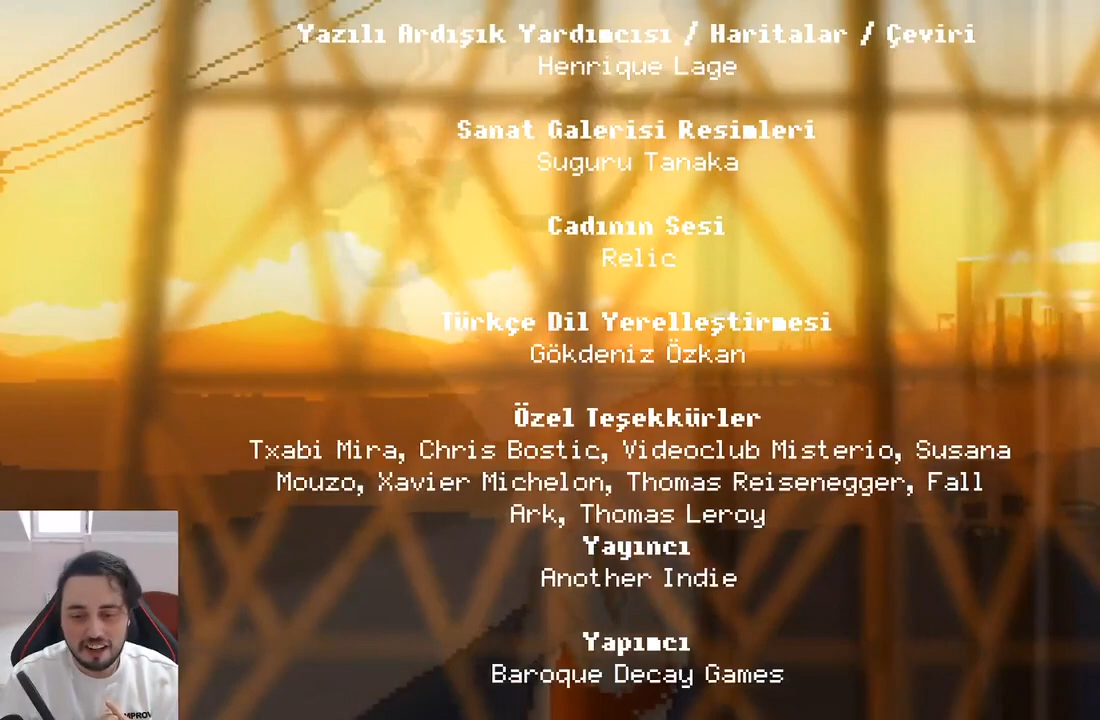 Yazılı Ardışık Yardımcısı / Haritalar / Çeviri
Henrique Lage
Sanat Galerisi Resimleri
Suguru Tanaka
Cadının Sesi
Relic
Türkçe Dil Yerelleştirmesi
Gökdeniz Özkan
Özel Teşekkürler
Txabi Mira, Chris Bostic, Videoclub Misterio, Susana
Mouzo, Xavier Michelon, Thomas Reisenegger, Fall
Ark, Thomas Leroy
Yayıncı
Another Indie
Yapımcı
Baroque Decay Games